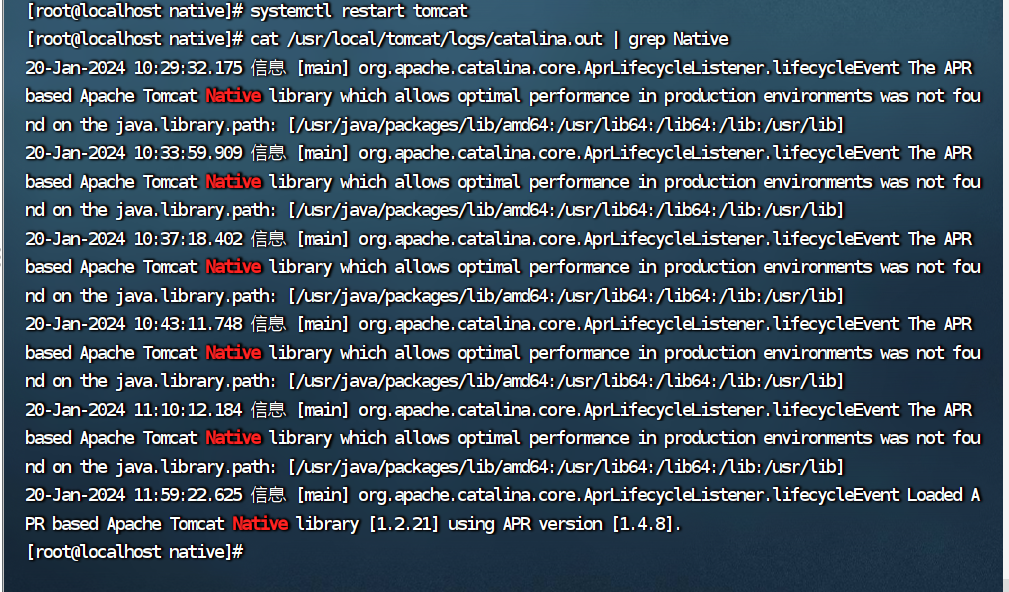 [root@localhost native]# systemctl restart tomcat
[root@localhost native]# cat /usr/local/tomcat/logs/catalina.out | grep Native
20-Jan-2024 10:29:32.175 信息 [main] org.apache.catalina.core.AprLifecycleListener.lifecycleEvent The APR
based Apache Tomcat Native library which allows optimal performance in production environments was not fou
nd on the java.library.path: [/usr/java/packages/lib/amd64:/usr/lib64:/lib64:/lib:/usr/lib]
20-Jan-2024 10:33:59.909 信息 [main] org.apache.catalina.core.AprLifecycleListener.lifecycleEvent The APR
based Apache Tomcat Native library which allows optimal performance in production environments was not fou
nd on the java.library.path: [/usr/java/packages/lib/amd64:/usr/lib64:/lib64:/lib:/usr/lib]
20-Jan-2024 10:37:18.402 信息 [main] org.apache.catalina.core.AprLifecycleListener.lifecycleEvent The APR
based Apache Tomcat Native library which allows optimal performance in production environments was not fou
nd on the java.library.path: [/usr/java/packages/lib/amd64:/usr/lib64:/lib64:/lib:/usr/lib]
20-Jan-2024 10:43:11.748 信息 [main] org.apache.catalina.core.AprLifecycleListener.lifecycleEvent The APR
based Apache Tomcat Native library which allows optimal performance in production environments was not fou
nd on the java.library.path: [/usr/java/packages/lib/amd64:/usr/lib64:/lib64:/lib:/usr/lib]
20-Jan-2024 11:10:12.184 信息 [main] org.apache.catalina.core.AprLifecycleListener.lifecycleEvent The APR
based Apache Tomcat Native library which allows optimal performance in production environments was not fou
nd on the java.library.path: [/usr/java/packages/lib/amd64:/usr/lib64:/lib64:/lib:/usr/lib]
20-Jan-2024 11:59:22.625 信息 [main] org.apache.catalina.core.AprLifecycleListener.lifecycleEvent Loaded A
PR based Apache Tomcat Native library [1.2.21] using APR version [1.4.8].
[root@localhost native]#